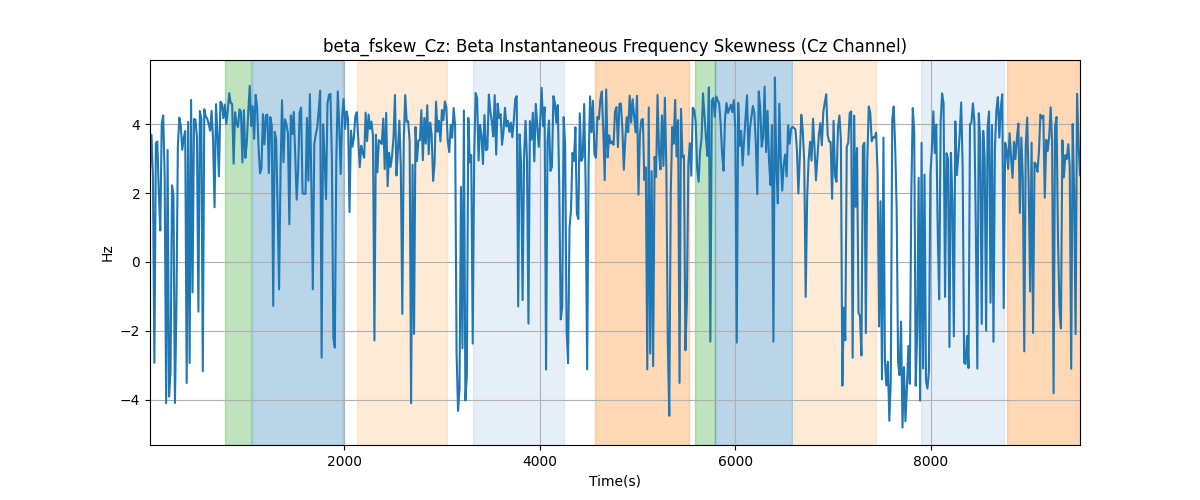 beta_fskew_Cz: Beta Instantaneous Frequency Skewness (Cz Channel)
Hz
4
2
0
−2
−4
2000 4000 6000 8000
Time(s)